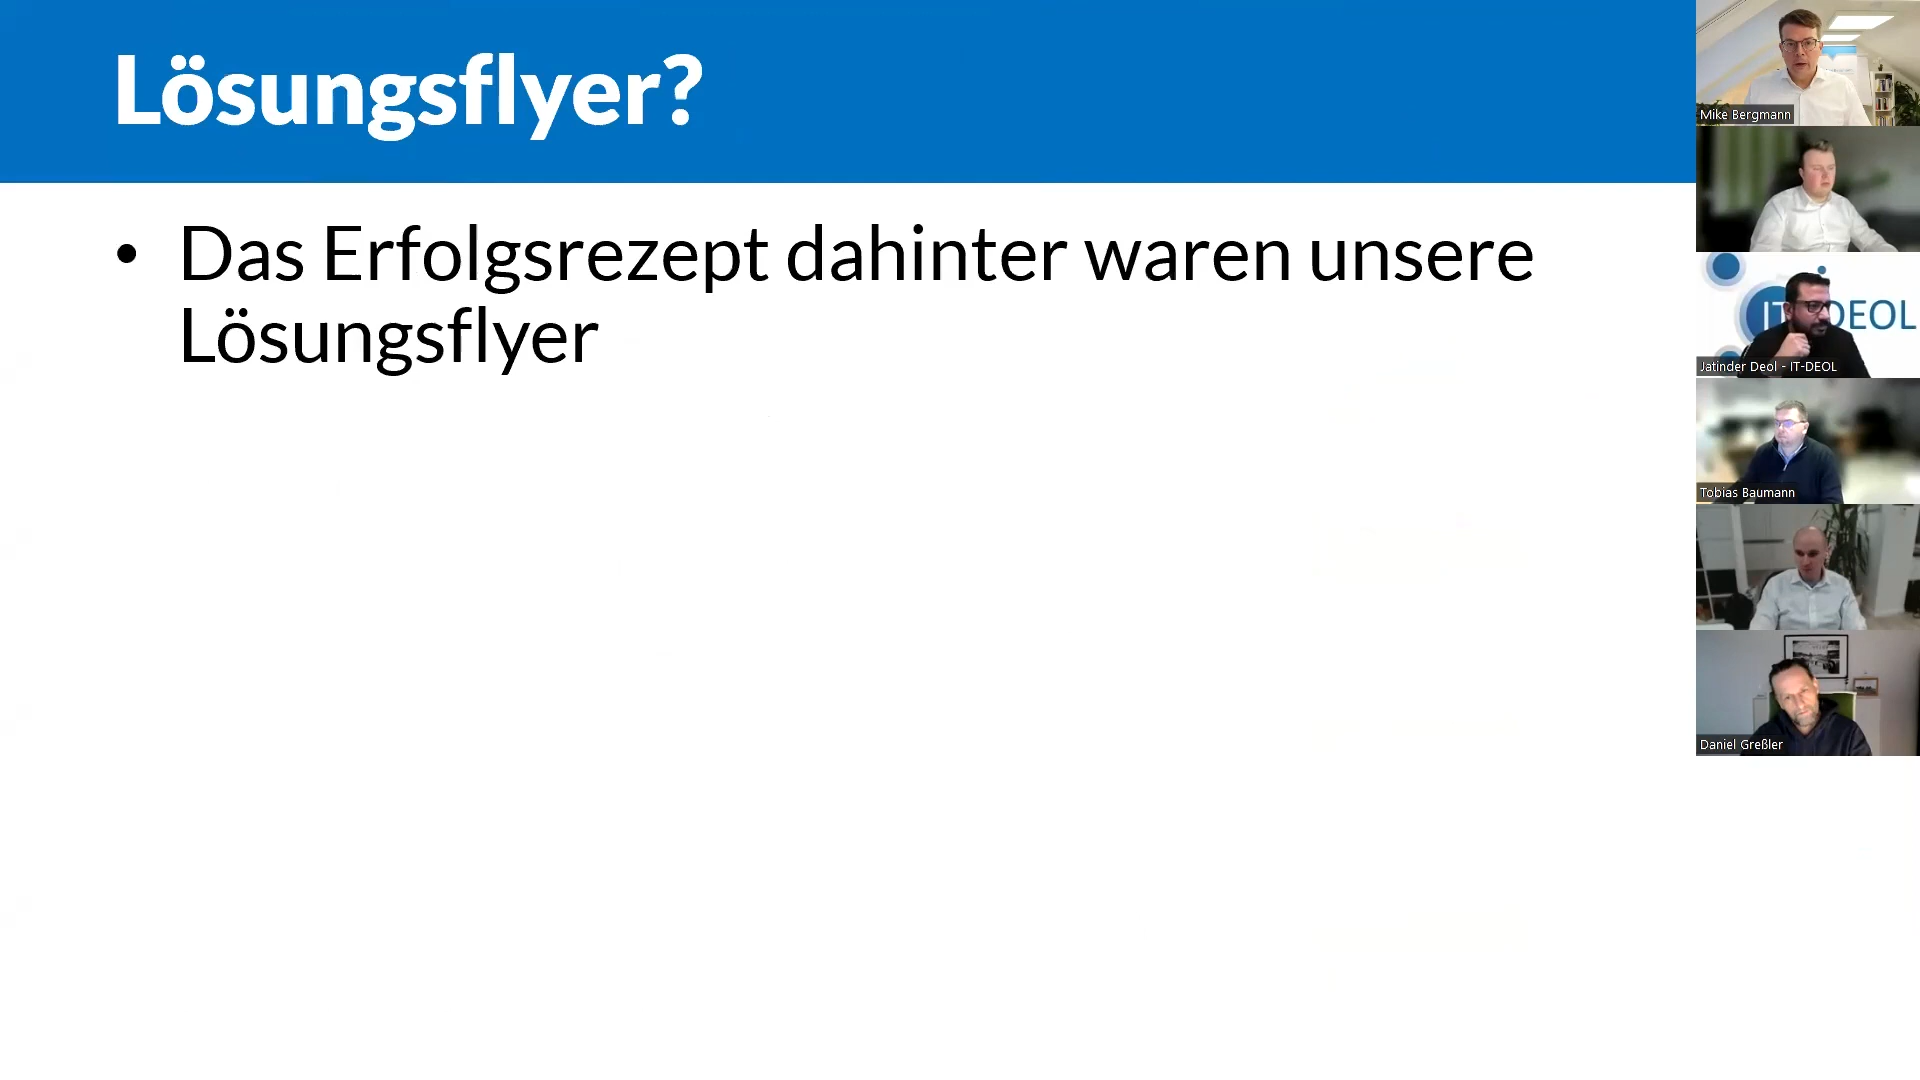 Lösungsflyer?
• Das Erfolgsrezept dahinter waren unsere
Lösungsflyer
Mike Bergmann
IT-DEOL
Jatinder Deol - IT-DEOL
Tobias Baumann
Daniel Greßler